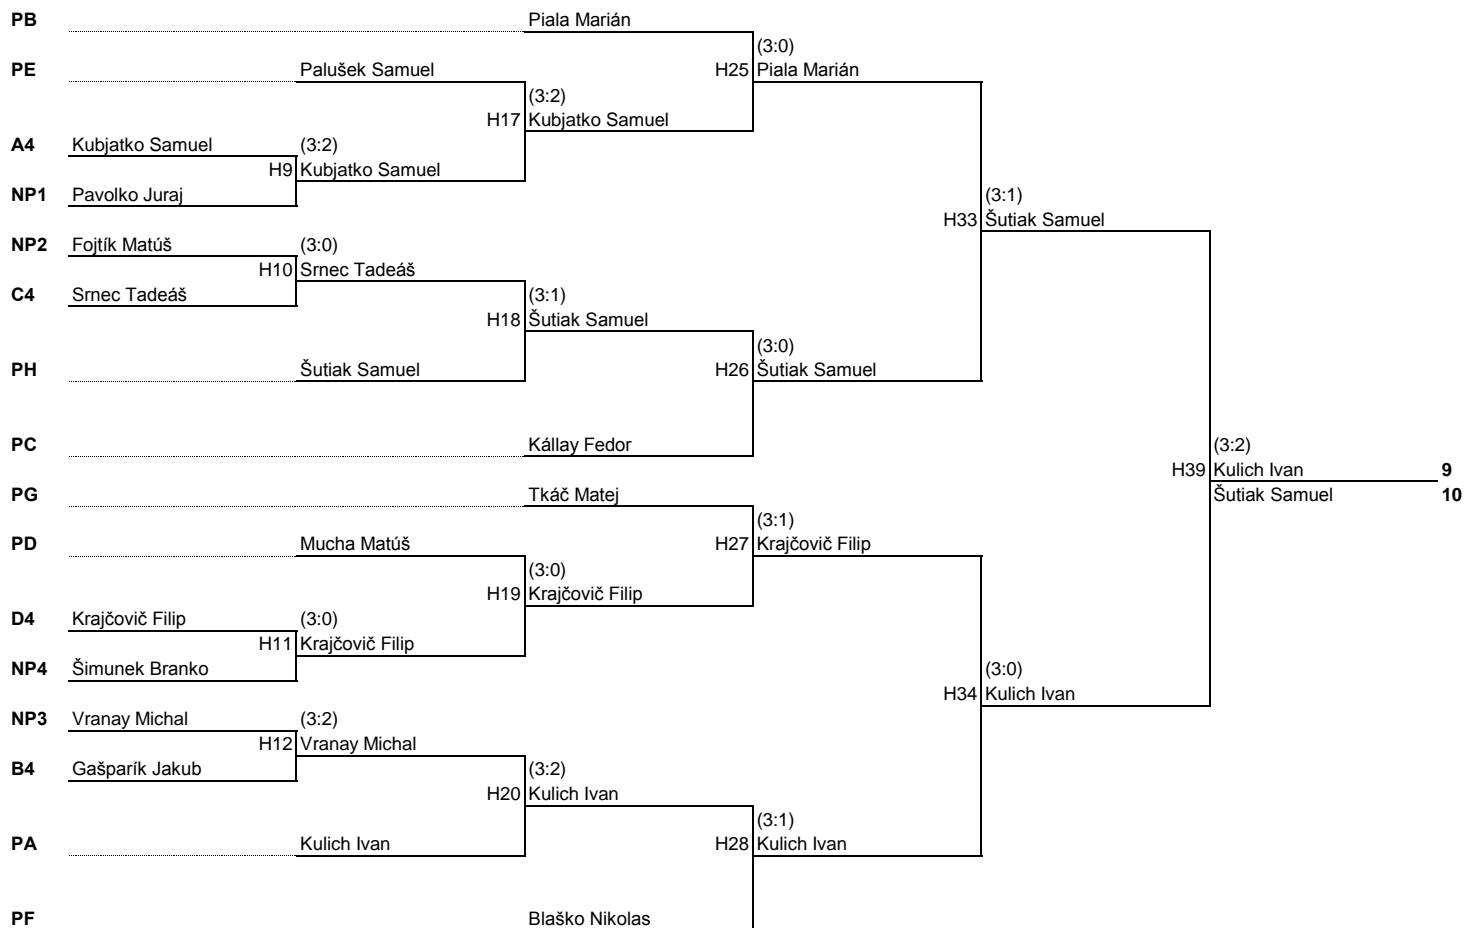 PB Piala Marián
(3:0)
PE Palušek Samuel H25 Piala Marián
(3:2)
H17 Kubjatko Samuel
A4 Kubjatko Samuel (3:2)
H9 Kubjatko Samuel
NP1 Pavolko Juraj (3:1)
H33 Šutiak Samuel
NP2 Fojtík Matúš (3:0)
H10 Srnec Tadeáš
C4 Srnec Tadeáš (3:1)
H18 Šutiak Samuel
(3:0)
PH Šutiak Samuel H26 Šutiak Samuel
PC Kállay Fedor (3:2)
H39 Kulich Ivan 9
PG Tkáč Matej Šutiak Samuel 10
(3:1)
PD Mucha Matúš H27 Krajčovič Filip
(3:0)
H19 Krajčovič Filip
D4 Krajčovič Filip (3:0)
H11 Krajčovič Filip
NP4 Šimunek Branko (3:0)
H34 Kulich Ivan
NP3 Vranay Michal (3:2)
H12 Vranay Michal
B4 Gašparík Jakub (3:2)
H20 Kulich Ivan
(3:1)
PA Kulich Ivan H28 Kulich Ivan
PF Blaško Nikolas